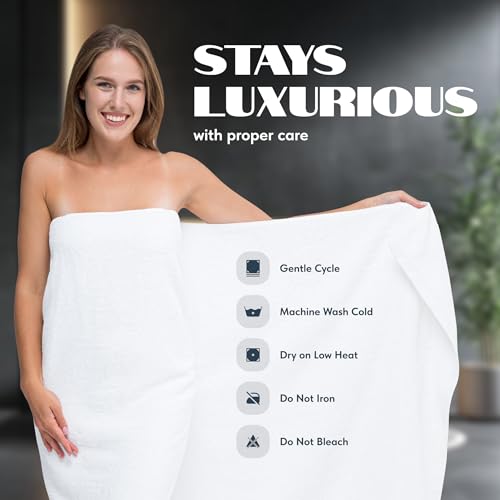 STAYS
LUXURIOUS
with proper care
Gentle Cycle
Machine Wash Cold
Dry on Low Heat
Do Not Iron
Do Not Bleach